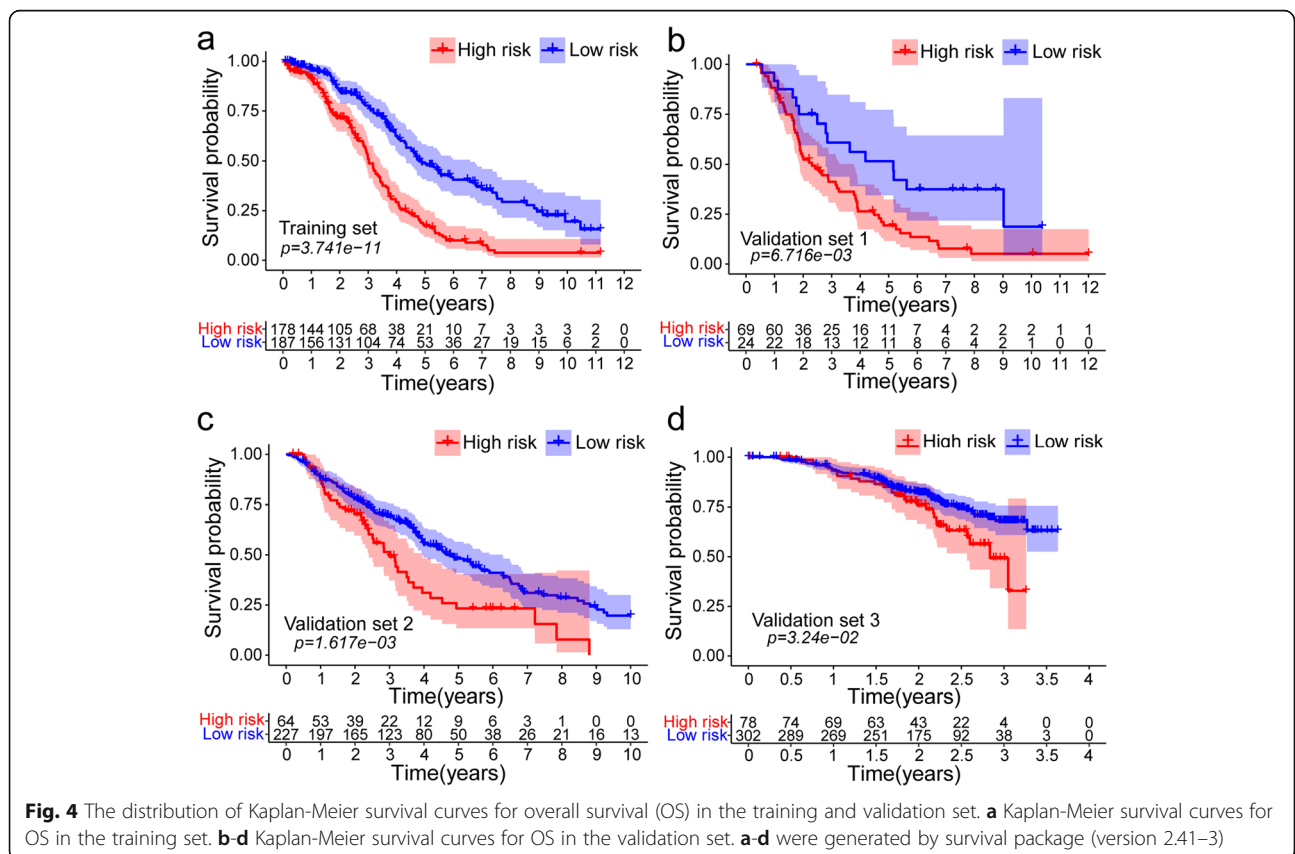 a
High risk Low risk
Survival probability
1.00
0.75
0.50
0.25
0.00
Training set
p=3.741e−11
0 1 2 3 4 5 6 7 8 9 10 11 12
Time(years)
High risk 178 144 105 68 38 21 10 7 3 3 3 2 0
Low risk 187 156 131 104 74 53 36 27 19 15 6 2 0
0 1 2 3 4 5 6 7 8 9 10 11 12
Time(years)
b
High risk Low risk
Survival probability
1.00
0.75
0.50
0.25
0.00
Validation set 1
p=6.716e−03
0 1 2 3 4 5 6 7 8 9 10 11 12
Time(years)
High risk 69 60 36 25 16 11 7 4 2 2 2 1 1
Low risk 24 22 18 13 12 11 8 6 4 2 1 0 0
0 1 2 3 4 5 6 7 8 9 10 11 12
Time(years)
c
High risk Low risk
Survival probability
1.00
0.75
0.50
0.25
0.00
Validation set 2
p=1.617e−03
0 1 2 3 4 5 6 7 8 9 10
Time(years)
High risk 64 53 39 22 12 9 6 3 1 0 0
Low risk 227 197 165 123 80 50 38 26 21 16 13
0 1 2 3 4 5 6 7 8 9 10
Time(years)
d
High risk Low risk
Survival probability
1.00
0.75
0.50
0.25
0.00
Validation set 3
p=3.24e−02
0 0.5 1 1.5 2 2.5 3 3.5 4
Time(years)
High risk 78 74 69 63 43 22 4 0 0
Low risk 302 289 269 251 175 92 38 3 0
0 0.5 1 1.5 2 2.5 3 3.5 4
Time(years)
Fig. 4 The distribution of Kaplan-Meier survival curves for overall survival (OS) in the training and validation set. a Kaplan-Meier survival curves for
OS in the training set. b-d Kaplan-Meier survival curves for OS in the validation set. a-d were generated by survival package (version 2.41–3)